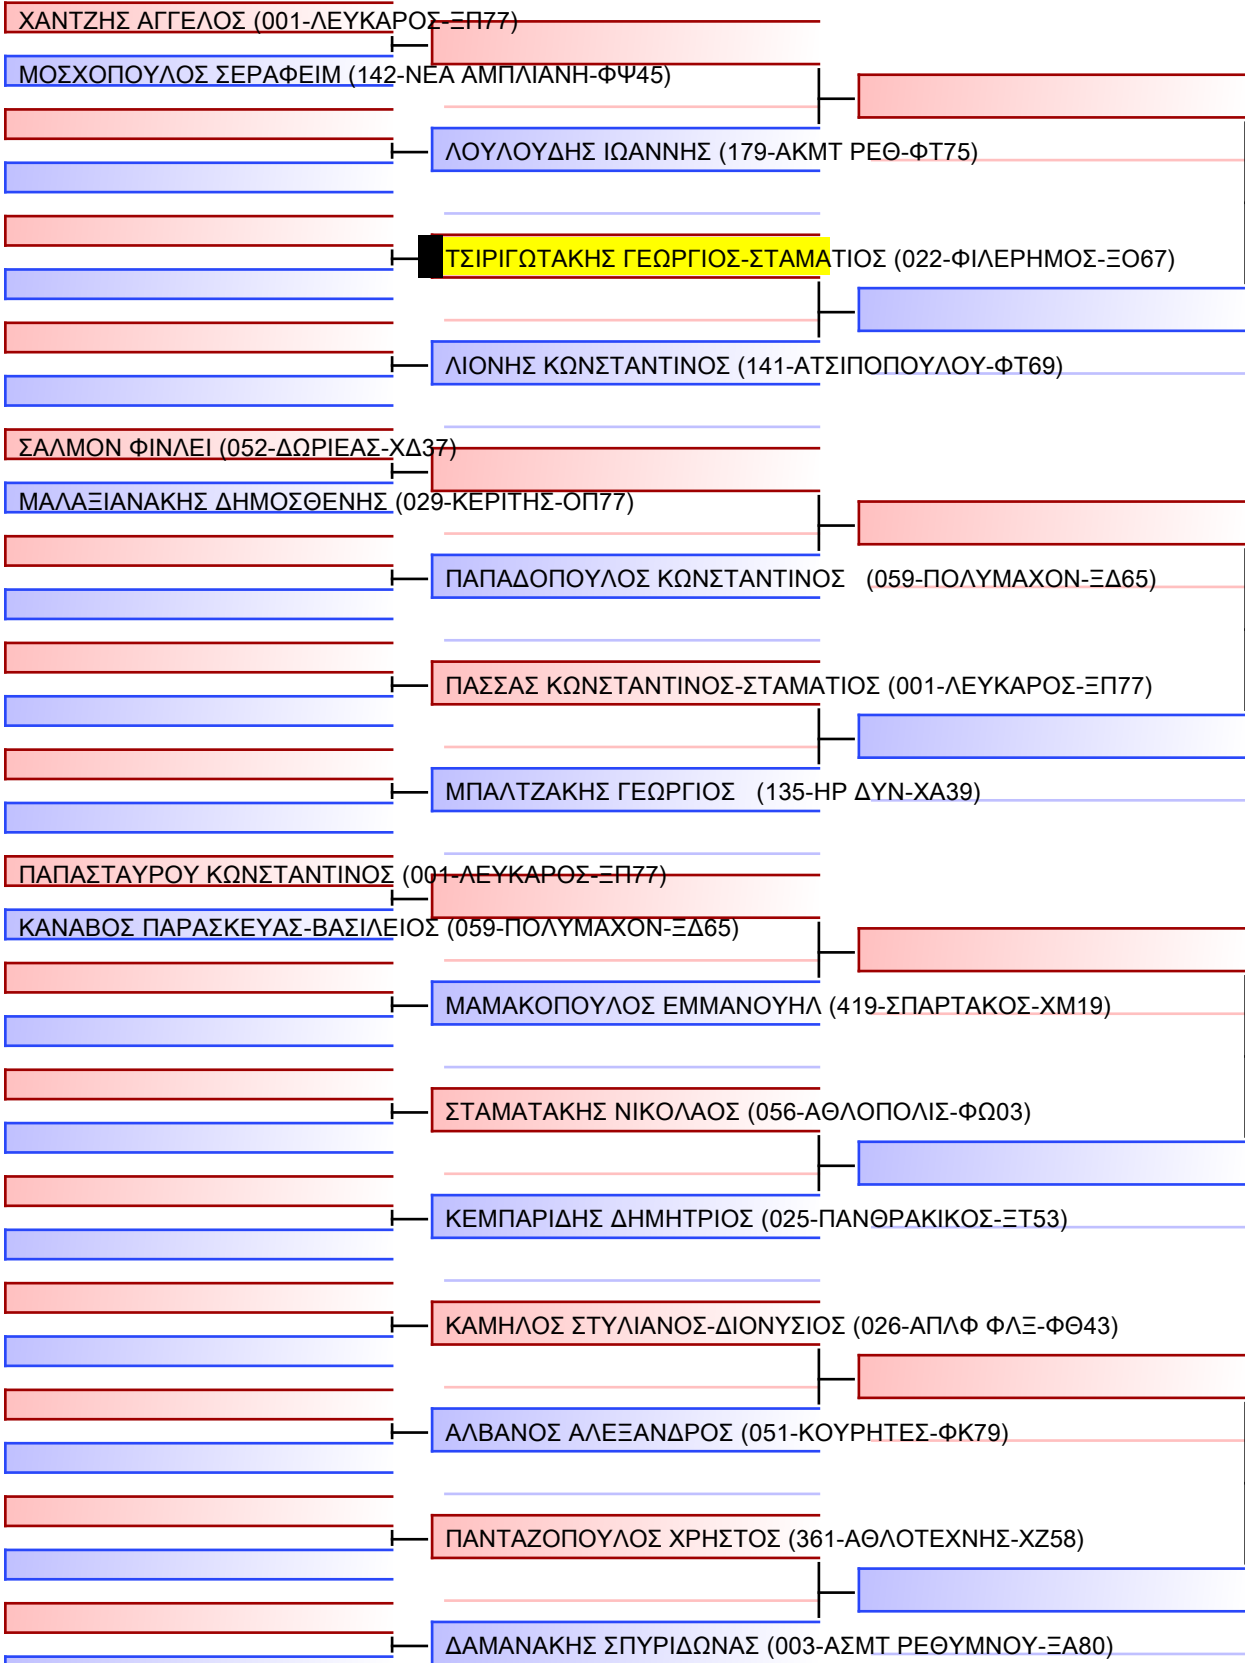 ΧΑΝΤΖΗΣ ΑΓΓΕΛΟΣ (001-ΛΕΥΚΑΡΟΣ-ΞΠ77)
ΜΟΣΧΟΠΟΥΛΟΣ ΣΕΡΑΦΕΙΜ (142-ΝΕΑ ΑΜΠΛΙΑΝΗ-ΦΨ45)
ΛΟΥΛΟΥΔΗΣ ΙΩΑΝΝΗΣ (179-ΑΚΜΤ ΡΕΘ-ΦΤ75)
ΤΣΙΡΙΓΩΤΑΚΗΣ ΓΕΩΡΓΙΟΣ-ΣΤΑΜΑΤΙΟΣ (022-ΦΙΛΕΡΗΜΟΣ-ΞΟ67)
ΛΙΟΝΗΣ ΚΩΝΣΤΑΝΤΙΝΟΣ (141-ΑΤΣΙΠΟΠΟΥΛΟΥ-ΦΤ69)
ΣΑΛΜΟΝ ΦΙΝΛΕΙ (052-ΔΩΡΙΕΑΣ-ΧΔ37)
ΜΑΛΑΞΙΑΝΑΚΗΣ ΔΗΜΟΣΘΕΝΗΣ (029-ΚΕΡΙΤΗΣ-ΟΠ77)
ΠΑΠΑΔΟΠΟΥΛΟΣ ΚΩΝΣΤΑΝΤΙΝΟΣ (059-ΠΟΛΥΜΑΧΟΝ-ΞΔ65)
ΠΑΣΣΑΣ ΚΩΝΣΤΑΝΤΙΝΟΣ-ΣΤΑΜΑΤΙΟΣ (001-ΛΕΥΚΑΡΟΣ-ΞΠ77)
ΜΠΑΛΤΖΑΚΗΣ ΓΕΩΡΓΙΟΣ (135-ΗΡ ΔΥΝ-ΧΑ39)
ΠΑΠΑΣΤΑΥΡΟΥ ΚΩΝΣΤΑΝΤΙΝΟΣ (001-ΛΕΥΚΑΡΟΣ-ΞΠ77)
ΚΑΝΑΒΟΣ ΠΑΡΑΣΚΕΥΑΣ-ΒΑΣΙΛΕΙΟΣ (059-ΠΟΛΥΜΑΧΟΝ-ΞΔ65)
ΜΑΜΑΚΟΠΟΥΛΟΣ ΕΜΜΑΝΟΥΗΛ (419-ΣΠΑΡΤΑΚΟΣ-ΧΜ19)
ΣΤΑΜΑΤΑΚΗΣ ΝΙΚΟΛΑΟΣ (056-ΑΘΛΟΠΟΛΙΣ-ΦΩ03)
ΚΕΜΠΑΡΙΔΗΣ ΔΗΜΗΤΡΙΟΣ (025-ΠΑΝΘΡΑΚΙΚΟΣ-ΞΤ53)
ΚΑΜΗΛΟΣ ΣΤΥΛΙΑΝΟΣ-ΔΙΟΝΥΣΙΟΣ (026-ΑΠΛΦ ΦΛΞ-ΦΘ43)
ΑΛΒΑΝΟΣ ΑΛΕΞΑΝΔΡΟΣ (051-ΚΟΥΡΗΤΕΣ-ΦΚ79)
ΠΑΝΤΑΖΟΠΟΥΛΟΣ ΧΡΗΣΤΟΣ (361-ΑΘΛΟΤΕΧΝΗΣ-ΧΖ58)
ΔΑΜΑΝΑΚΗΣ ΣΠΥΡΙΔΩΝΑΣ (003-ΑΣΜΤ ΡΕΘΥΜΝΟΥ-ΞΑ80)